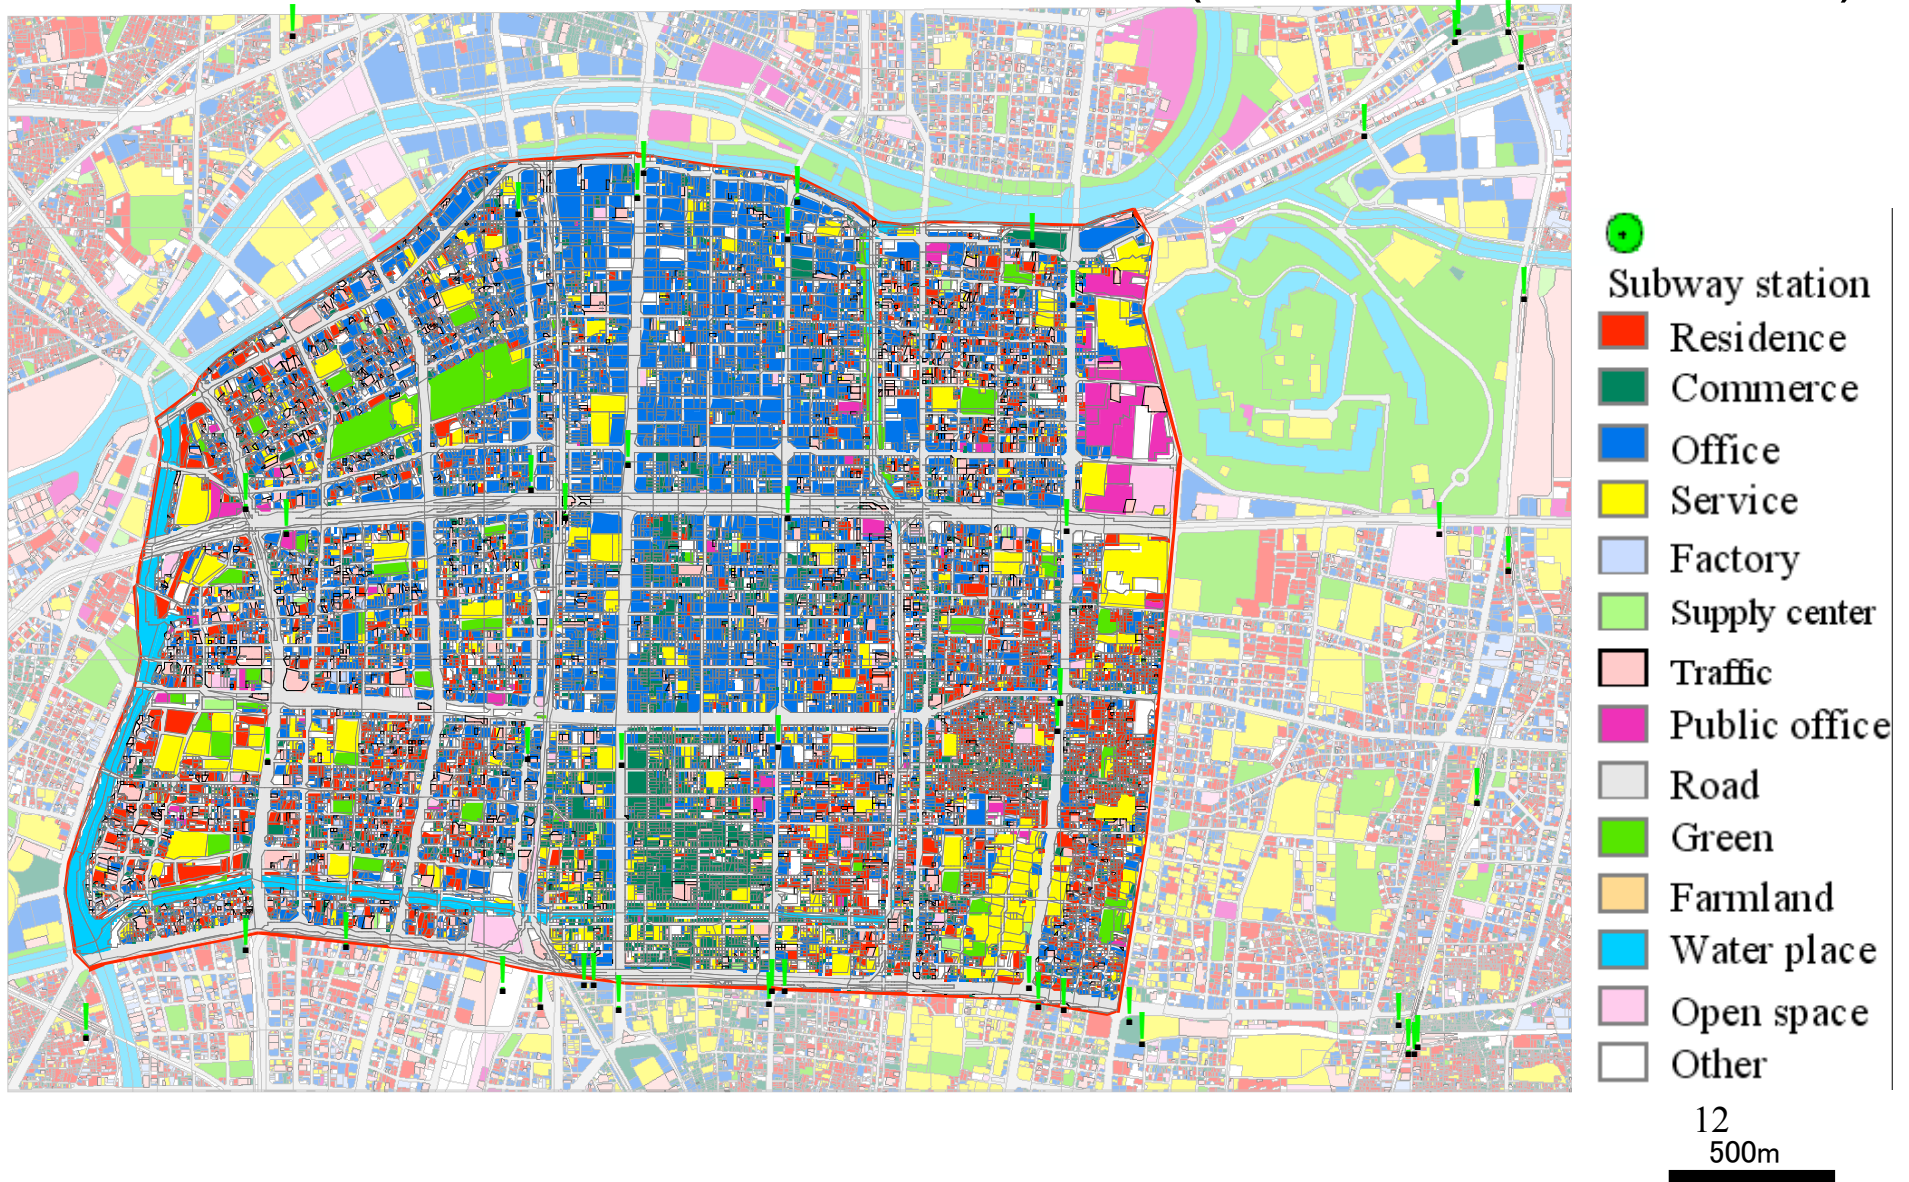 Subway station
Residence
Commerce
Office
Service
Factory
Supply center
Traffic
Public office
Road
Green
Farmland
Water place
Open space
Other
12
500m